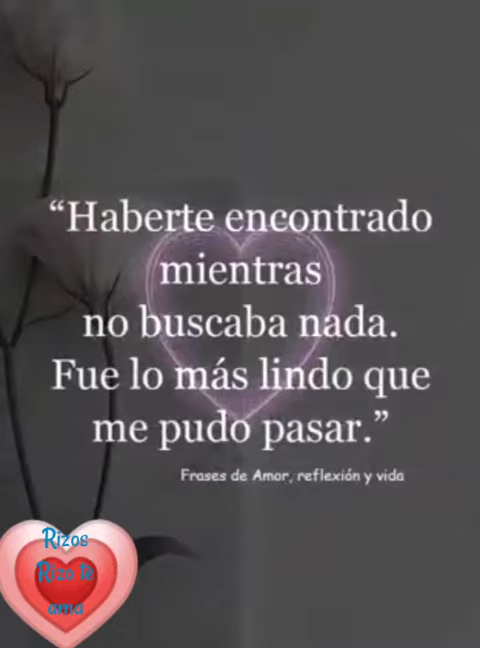 “Haberte encontrado
mientras
no buscaba nada.
Fue lo más lindo que
me pudo pasar.”
Frases de Amor, reflexión y vida
Rizos
Rizo te
ama